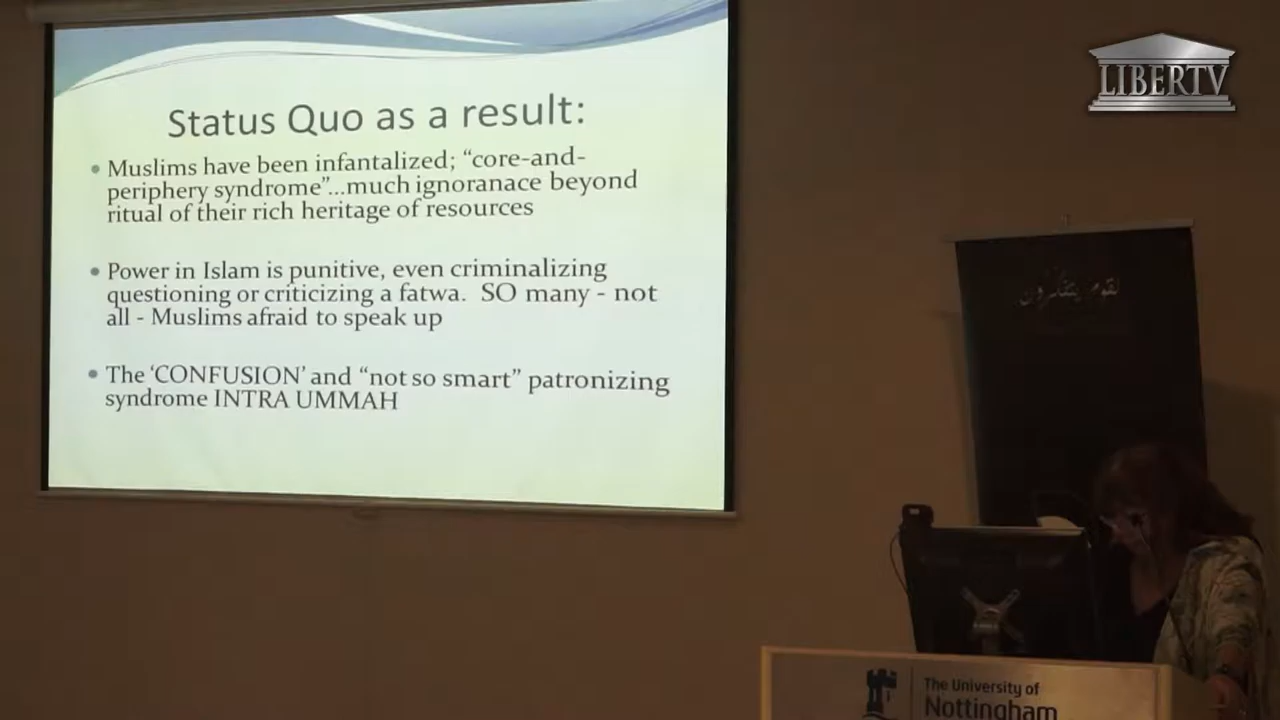 LIBERTV
Status Quo as a result:
• Muslims have been infantalized; “core-and-
periphery syndrome”...much ignoranace beyond
ritual of their rich heritage of resources
• Power in Islam is punitive, even criminalizing
questioning or criticizing a fatwa. SO many - not
all - Muslims afraid to speak up
• The ‘CONFUSION’ and “not so smart” patronizing
syndrome INTRA UMMAH
لقوم يتفكرون
The University of
Nottingham